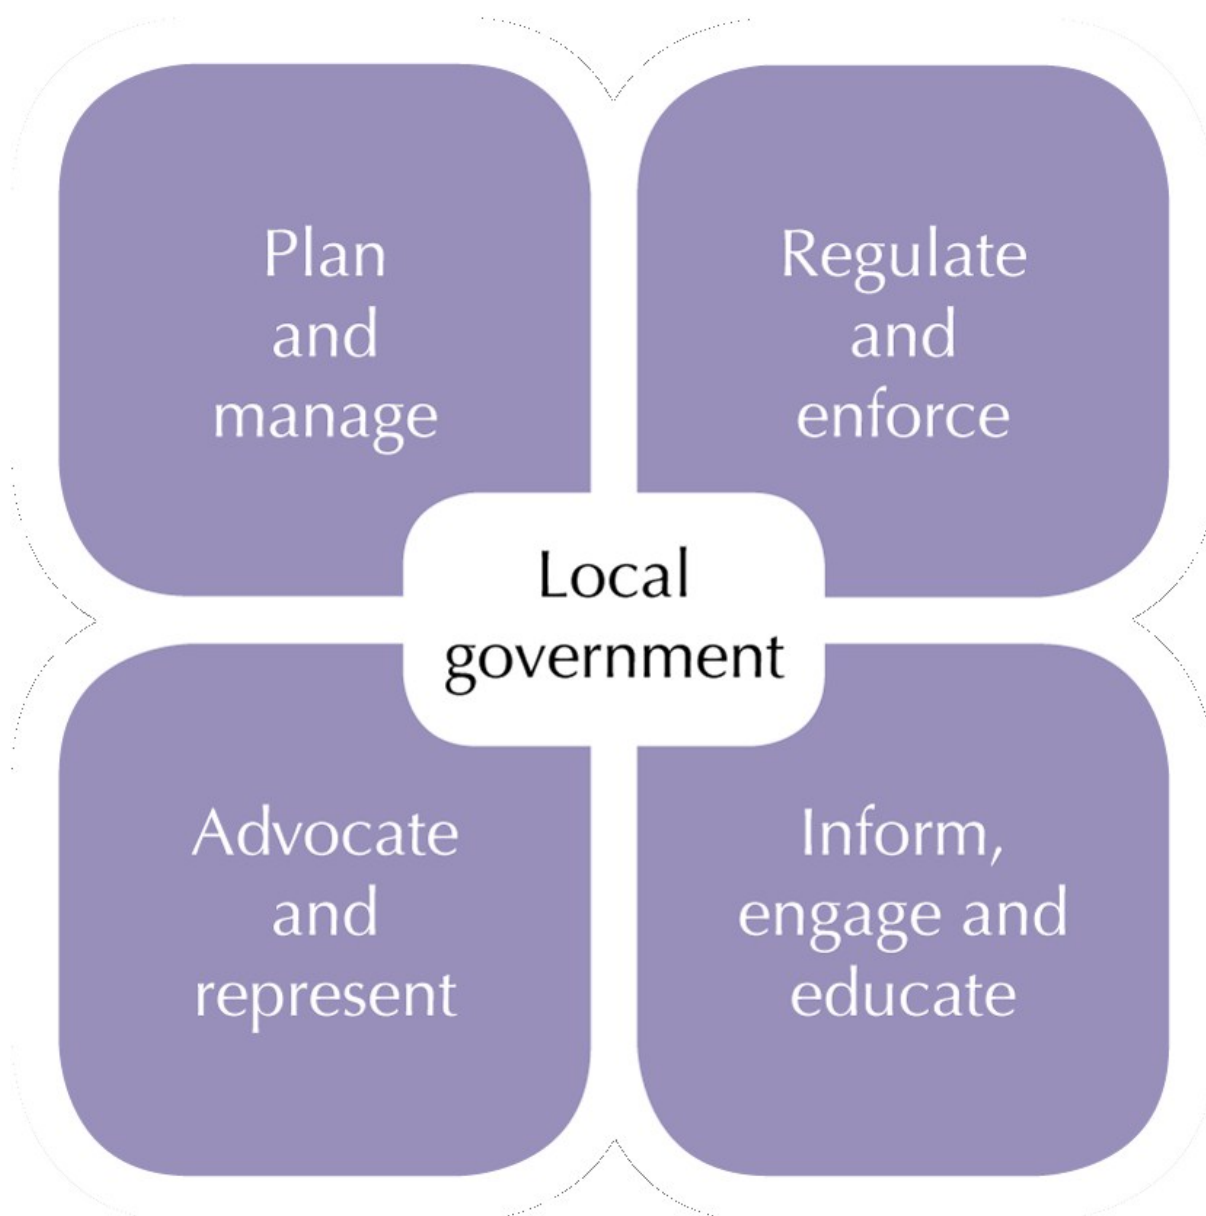 Plan
and
manage
Regulate
and
enforce
Local
government
Advocate
and
represent
Inform,
engage and
educate